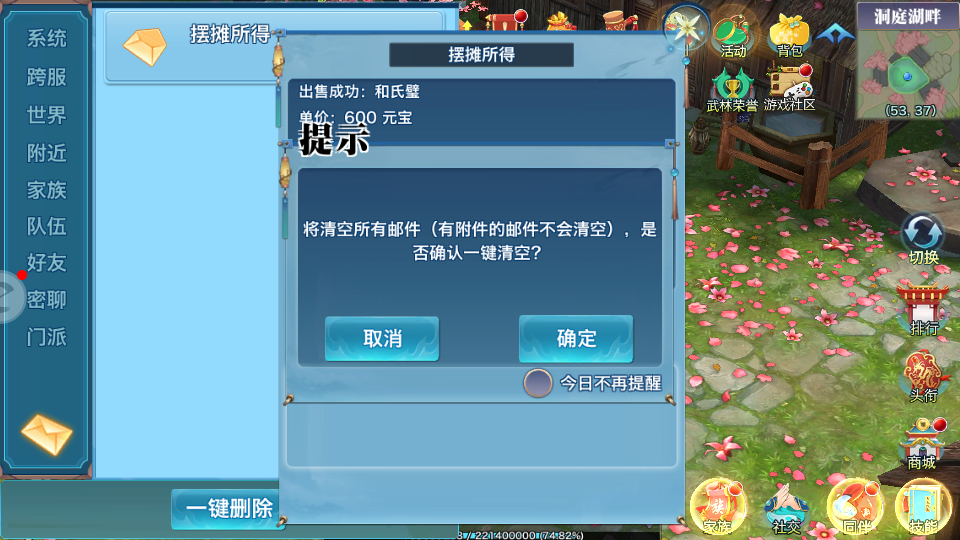 系统
跨服
世界
附近
家族
队伍
好友
密聊
门派
摆摊所得
一键删除
摆摊所得
出售成功：和氏璧
单价：600 元宝
提示
将清空所有邮件（有附件的邮件不会清空），是
否确认一键清空？
取消
确定
今日不再提醒
活动
背包
武林荣誉
游戏社区
洞庭湖畔
(53, 37)
切换
排行
头衔
商城
家族
社交
同伴
技能
/221400000 (74.82%)